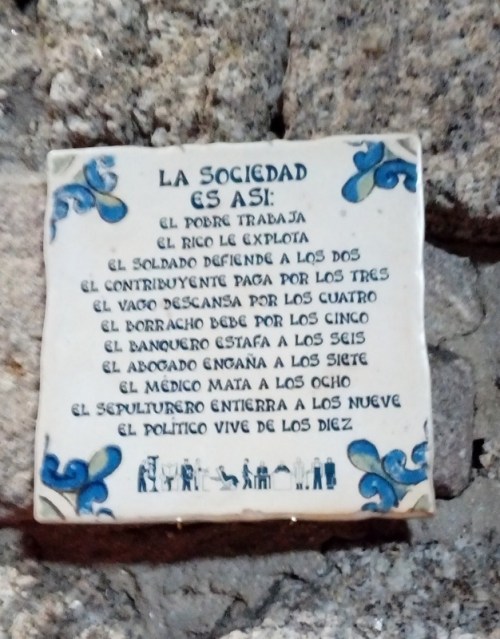 LA SOCIEDAD
ES ASI:
EL POBRE TRABAJA
EL RICO LE EXPLOTA
EL SOLDADO DEFIENDE A LOS DOS
EL CONTRIBUYENTE PAGA POR LOS TRES
EL VAGO DESCANSA POR LOS CUATRO
EL BORRACHO BEBE POR LOS CINCO
EL BANQUERO ESTAFA A LOS SEIS
EL ABOGADO ENGAÑA A LOS SIETE
EL MÉDICO MATA A LOS OCHO
EL SEPULTURERO ENTIERRA A LOS NUEVE
EL POLÍTICO VIVE DE LOS DIEZ